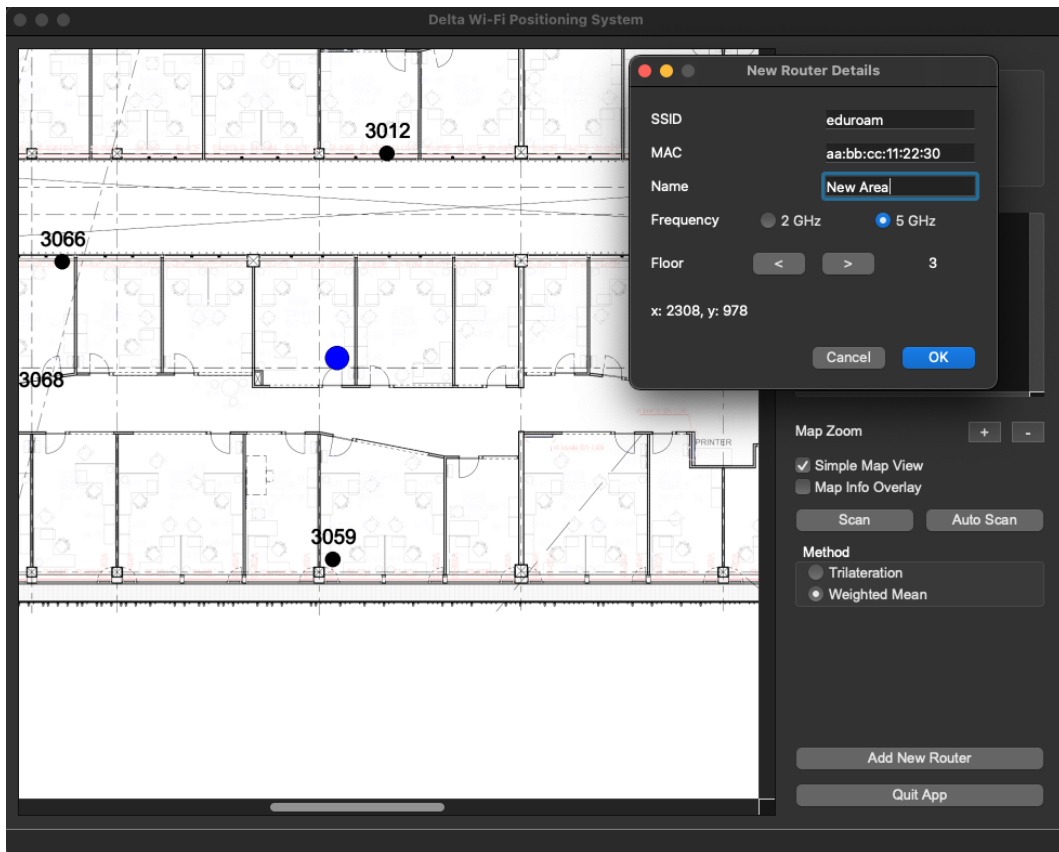 Delta Wi-Fi Positioning System
3012
3066
3068
3059
PRINTER
New Router Details
SSID eduroam
MAC aa:bb:cc:11:22:30
Name New Area
Frequency 2 GHz 5 GHz
Floor < > 3
x: 2308, y: 978
Cancel OK
Map Zoom + -
Simple Map View
Map Info Overlay
Scan Auto Scan
Method
Trilateration
Weighted Mean
Add New Router
Quit App